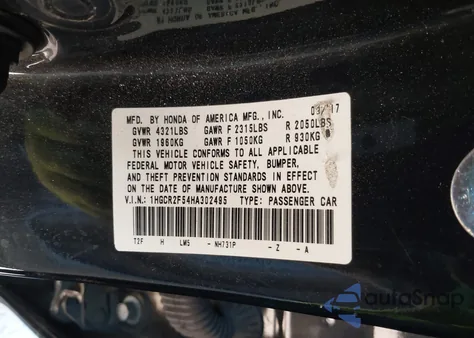 MFD. BY HONDA OF AMERICA MFG., INC. 03/17
GVWR 4321LBS GAWR F 2315LBS R 2050LBS
GVWR 1960KG GAWR F 1050KG R 930KG
THIS VEHICLE CONFORMS TO ALL APPLICABLE
FEDERAL MOTOR VEHICLE SAFETY, BUMPER,
AND THEFT PREVENTION STANDARDS IN EFFECT
ON THE DATE OF MANUFACTURE SHOWN ABOVE.
V.I.N.: 1HGCR2F54HA302495 TYPE: PASSENGER CAR
T2F H LM5 - NH731P - Z - A
autoSnap